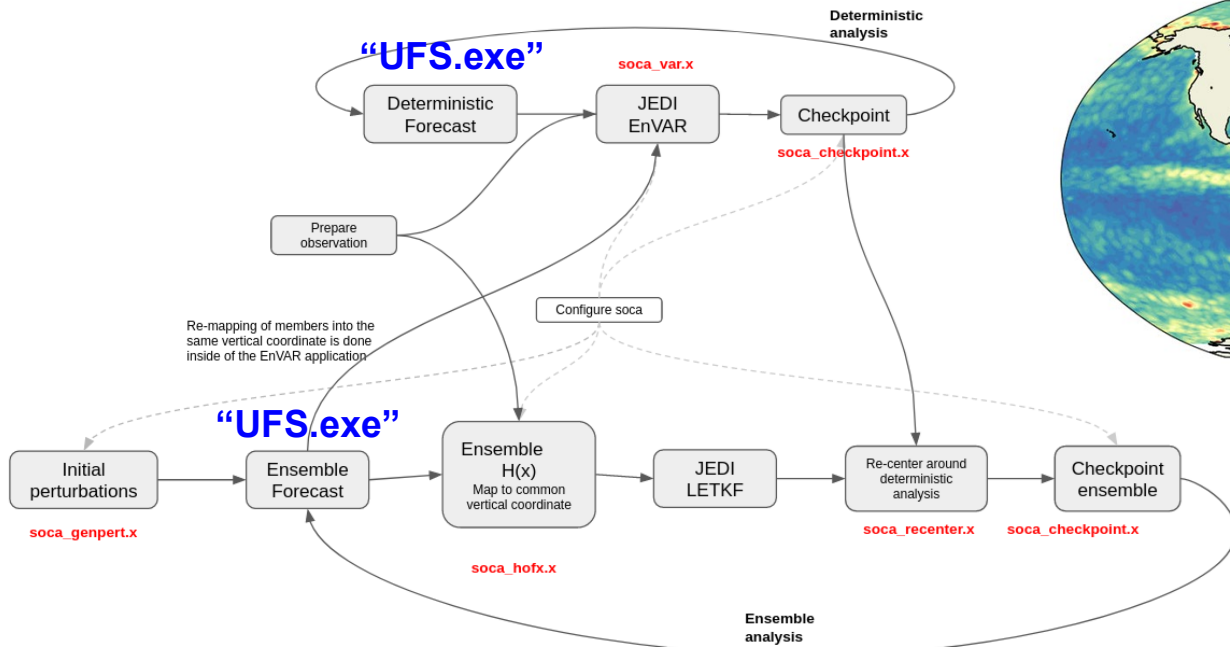 Deterministic
analysis
“UFS.exe”
soca_var.x
Deterministic
Forecast
JEDI
EnVAR
Checkpoint
soca_checkpoint.x
Prepare
observation
Configure soca
Re-mapping of members into the
same vertical coordinate is done
inside of the EnVAR application
“UFS.exe”
Initial
perturbations
soca_genpert.x
Ensemble
Forecast
Ensemble
H(x)
Map to common
vertical coordinate
soca_hofx.x
JEDI
LETKF
Re-center around
deterministic
analysis
soca_recenter.x
Checkpoint
ensemble
soca_checkpoint.x
Ensemble
analysis